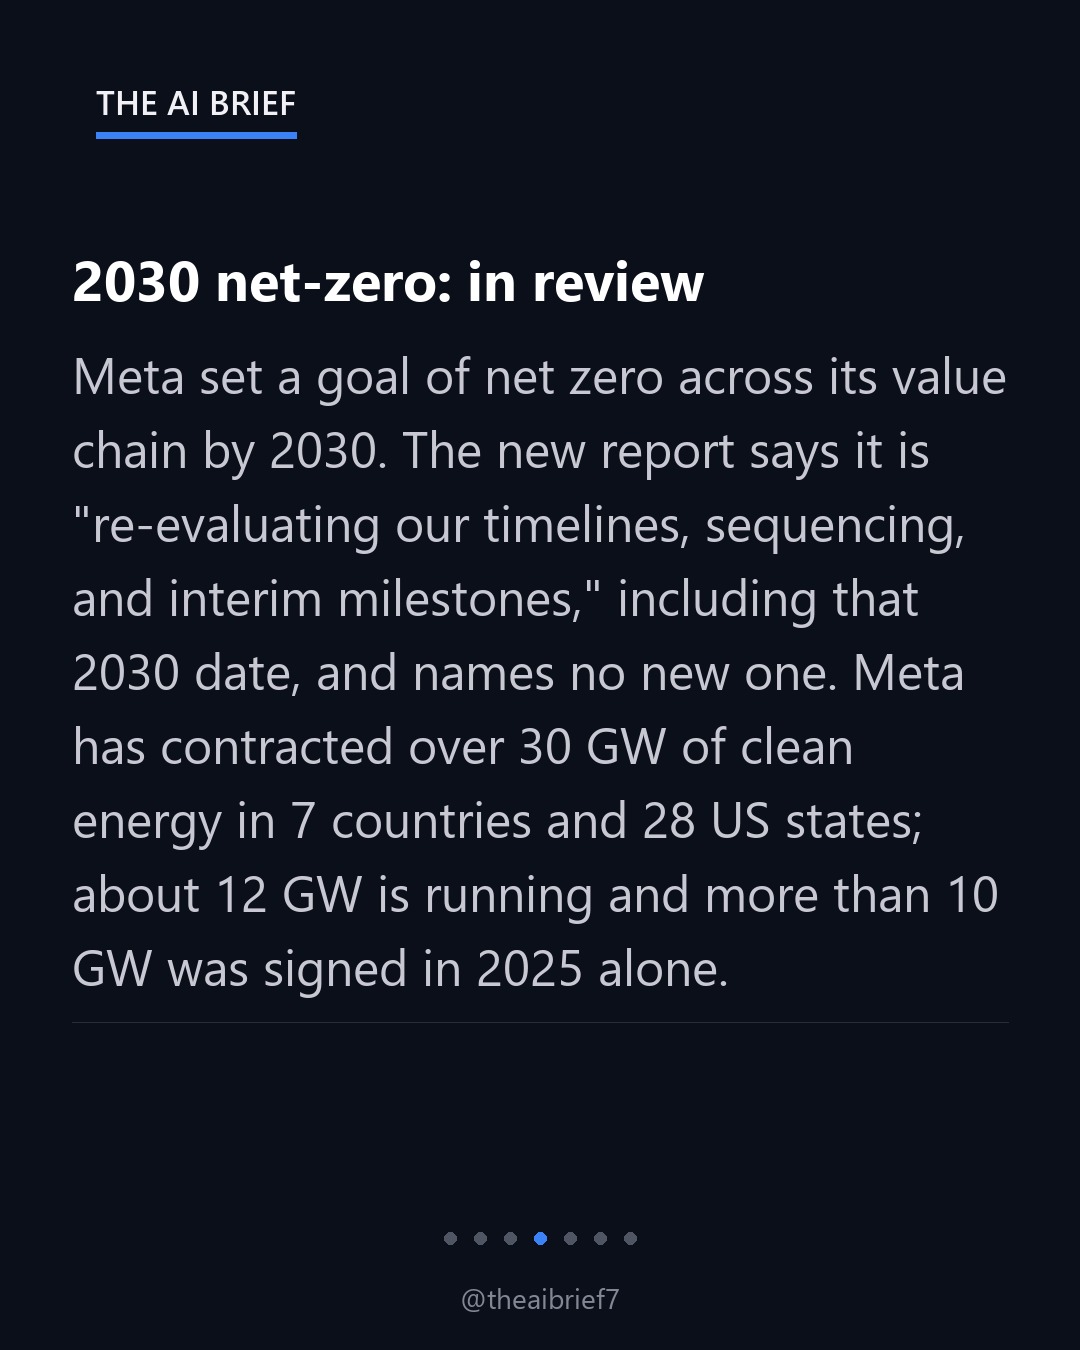 THE AI BRIEF
2030 net-zero: in review
Meta set a goal of net zero across its value
chain by 2030. The new report says it is
"re-evaluating our timelines, sequencing,
and interim milestones," including that
2030 date, and names no new one. Meta
has contracted over 30 GW of clean
energy in 7 countries and 28 US states;
about 12 GW is running and more than 10
GW was signed in 2025 alone.
@theaibrief7